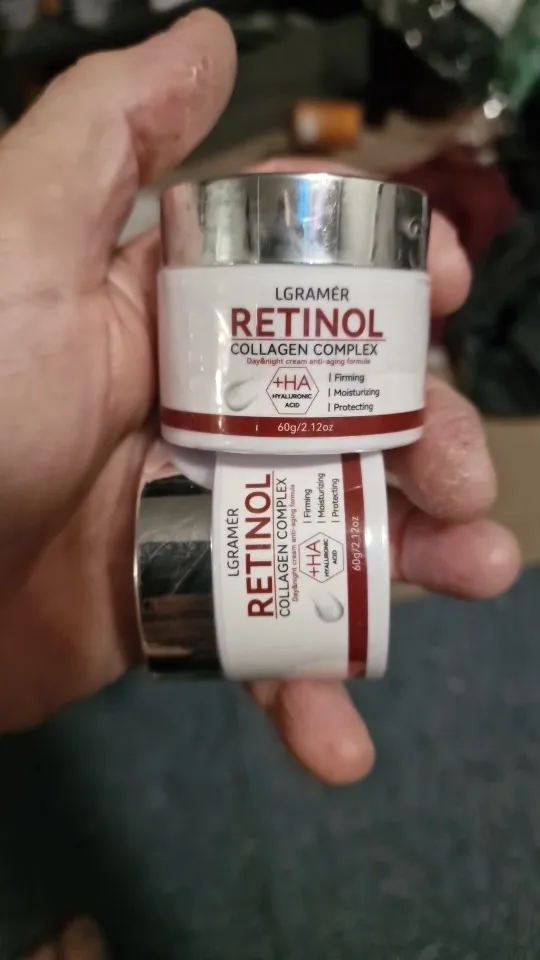 LGRAMÉR
RETINOL
COLLAGEN COMPLEX
Day&night cream anti-aging formula
+HA
HYALURONIC
ACID
| Firming
| Moisturizing
| Protecting
60g/2.12oz
LGRAMÉR
RETINOL
COLLAGEN COMPLEX
Day&night cream anti-aging formula
+HA
HYALURONIC
ACID
| Firming
| Moisturizing
| Protecting
60g/2.12oz